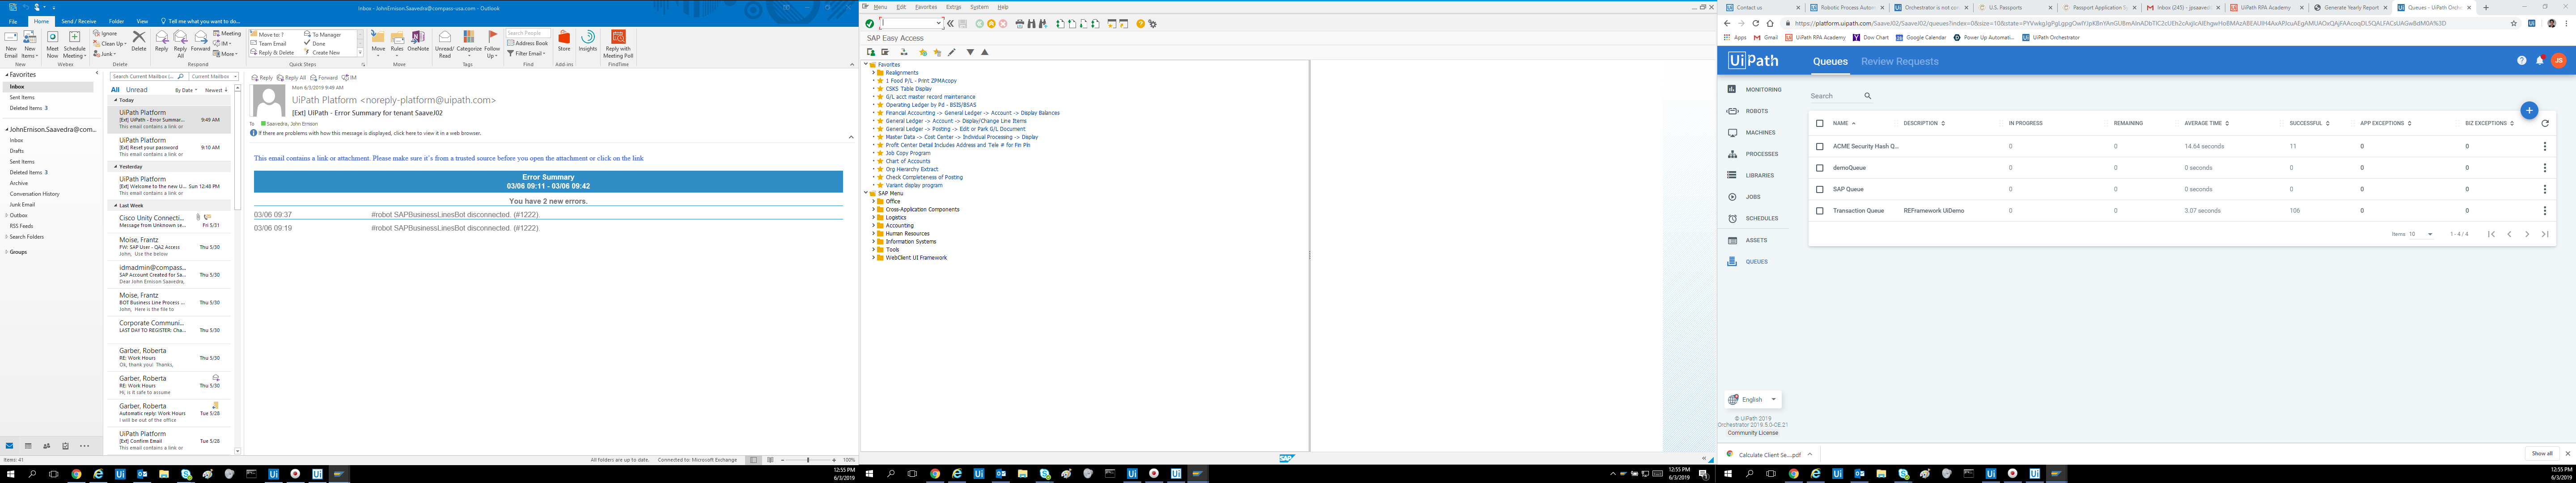 Inbox - JohnErnison.Saavedra@compass-usa.com - Outlook
File Home Send / Receive Folder View Tell me what you want to do...
New Email
New Items
Meet Now
Schedule Meeting
Ignore
Clean Up
Junk
Delete
Reply
Reply All
Forward
Meeting
IM
More
Move to: ?
Team Email
Reply & Delete
To Manager
Done
Create New
Move
Rules
OneNote
Unread/ Read
Categorize
Follow Up
Search People
Address Book
Filter Email
Store
Insights
Reply with Meeting Poll
New Webex Delete Respond Quick Steps Move Tags Find Add-ins FindTime
Favorites
Inbox
Sent Items
Deleted Items 3
JohnErnison.Saavedra@com...
Inbox
Drafts
Sent Items
Deleted Items 3
Archive
Conversation History
Junk Email
Outbox
RSS Feeds
Search Folders
Groups
Items: 41
Search Current Mailbox (... Current Mailbox
All Unread By Date Newest
Today
UiPath Platform
[Ext] UiPath - Error Summar... 9:49 AM
This email contains a link or
UiPath Platform
[Ext] Reset your password 9:10 AM
This email contains a link or
Yesterday
UiPath Platform
[Ext] Welcome to the new U... Sun 12:48 PM
This email contains a link or
Last Week
Cisco Unity Connecti...
Message from Unknown se... Fri 5/31
Moise, Frantz
FW: SAP User - QA2 Access Thu 5/30
John, Use the below
idmadmin@compass...
SAP Account Created for Sa... Thu 5/30
Dear John Ernison Saavedra,
Moise, Frantz
BOT Business Line Process ... Thu 5/30
John, Here is the file to
Corporate Communi...
LAST DAY TO REGISTER: Cha... Thu 5/30
Garber, Roberta
RE: Work Hours Thu 5/30
Ok, thank you! Thanks,
Garber, Roberta
RE: Work Hours Thu 5/30
Hi, is it safe to assume
Garber, Roberta
Automatic reply: Work Hours Tue 5/28
I will be out of the office
UiPath Platform
[Ext] Confirm Email Tue 5/28
This email contains a link or
Reply Reply All Forward IM
Mon 6/3/2019 9:49 AM
UiPath Platform <noreply-platform@uipath.com>
[Ext] UiPath - Error Summary for tenant SaaveJ02
To Saavedra, John Ernison
If there are problems with how this message is displayed, click here to view it in a web browser.
This email contains a link or attachment. Please make sure it's from a trusted source before you open the attachment or click on the link
Error Summary
03/06 09:11 - 03/06 09:42
You have 2 new errors.
03/06 09:37 #robot SAPBusinessLinesBot disconnected. (#1222).
03/06 09:19 #robot SAPBusinessLinesBot disconnected. (#1222).
All folders are up to date. Connected to: Microsoft Exchange 100%
12:55 PM
6/3/2019
Menu Edit Favorites Extras System Help
SAP Easy Access
Favorites
Realignments
1 Food P/L - Print ZPMAcopy
CSKS Table Display
G/L acct master record maintenance
Operating Ledger by Pd - BSIS/BSAS
Financial Accounting -> General Ledger -> Account -> Display Balances
General Ledger -> Account -> Display/Change Line Items
General Ledger -> Posting -> Edit or Park G/L Document
Master Data -> Cost Center -> Individual Processing -> Display
Profit Center Detail Includes Address and Tele # for Fin Pln
Job Copy Program
Chart of Accounts
Org Hierarchy Extract
Check Completeness of Posting
Variant display program
SAP Menu
Office
Cross-Application Components
Logistics
Accounting
Human Resources
Information Systems
Tools
WebClient UI Framework
SAP
12:55 PM
6/3/2019
Contact us
Robotic Process Autom
Orchestrator is not con
U.S. Passports
Passport Application S
Inbox (245) - jpsaaved
UiPath RPA Academy
Generate Yearly Report
Queues - UiPath Orche
Apps Gmail UiPath RPA Academy Dow Chart Google Calendar Power Up Automati... UiPath Orchestrator
UiPath Queues Review Requests JS
MONITORING
ROBOTS
MACHINES
PROCESSES
LIBRARIES
JOBS
SCHEDULES
ASSETS
QUEUES
Search
NAME DESCRIPTION IN PROGRESS REMAINING AVERAGE TIME SUCCESSFUL APP EXCEPTIONS BIZ EXCEPTIONS
ACME Security Hash Q... 0 0 14.64 seconds 11 0 0
demoQueue 0 0 0 seconds 0 0 0
SAP Queue 0 0 0 seconds 0 0 0
Transaction Queue REFramework UiDemo 0 0 3.07 seconds 106 0 0
Items 10 1 - 4 / 4
English
© UiPath 2019
Orchestrator 2019.5.0-CE.21
Community License
Calculate Client Se....pdf Show all
12:55 PM
6/3/2019